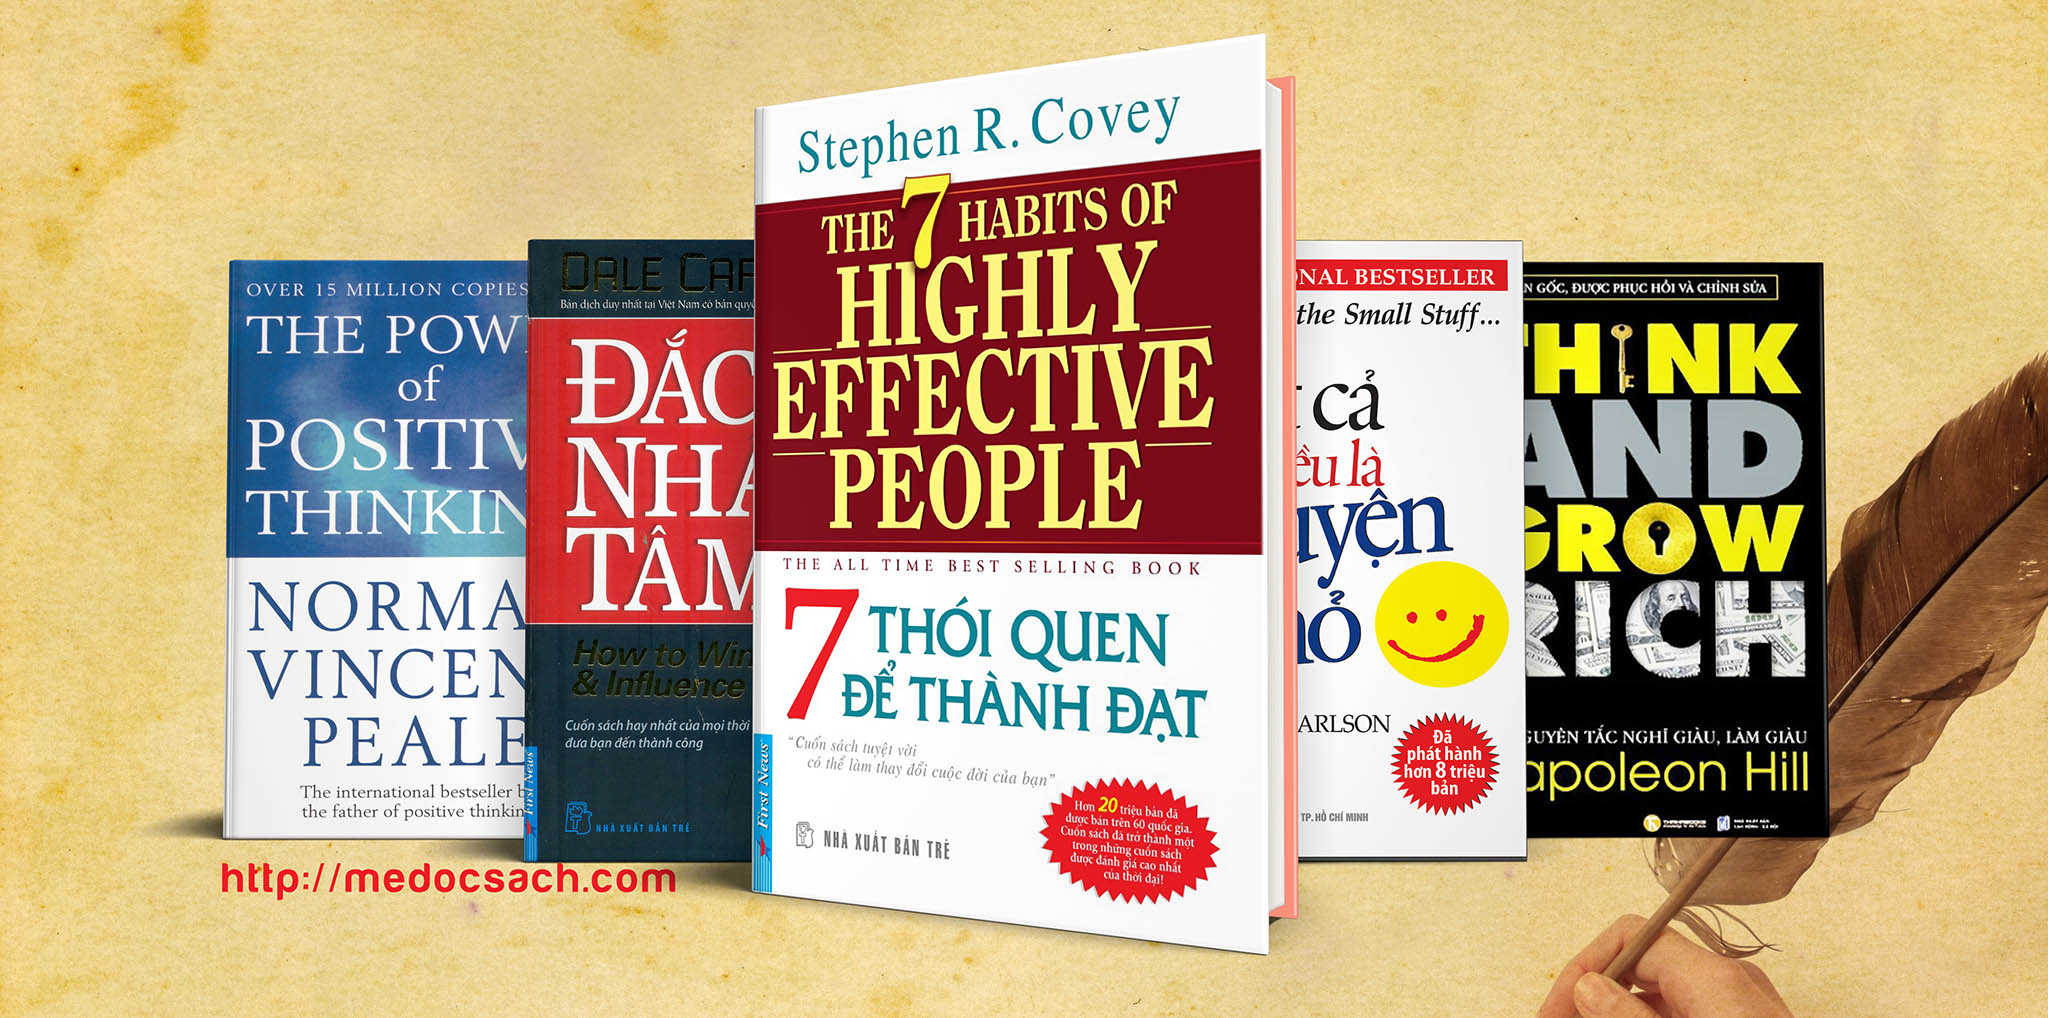 OVER 15 MILLION COPIES
THE POW
of
POSITIV
THINKIN
NORMA
VINCEN
PEALE
The international bestseller b
the father of positive thinkin
DALE CAR
Bản dịch duy nhất tại Việt Nam có bản quyề
ĐẮC
NHÂ
TÂM
How to Win
& Influence
Cuốn sách hay nhất của mọi thời
đưa bạn đến thành công
First News
NHÀ XUẤT BẢN TRẺ
Stephen R. Covey
THE 7 HABITS OF
HIGHLY
EFFECTIVE
PEOPLE
THE ALL TIME BEST SELLING BOOK
7 THÓI QUEN
ĐỂ THÀNH ĐẠT
"Cuốn sách tuyệt vời
có thể làm thay đổi cuộc đời của bạn"
First News
NHÀ XUẤT BẢN TRẺ
Hơn 20 triệu bản đã
được bán trên 60 quốc gia.
Cuốn sách đã trở thành một
trong những cuốn sách
được đánh giá cao nhất
của thời đại!
ONAL BESTSELLER
the Small Stuff...
t cả
ều là
uyện
hỏ
ARLSON
Đã
phát hành
hơn 8 triệu
bản
TP. HỒ CHÍ MINH
N GỐC, ĐƯỢC PHỤC HỒI VÀ CHỈNH SỬA
THINK
AND
GROW
RICH
GUYÊN TẮC NGHĨ GIÀU, LÀM GIÀU
apoleon Hill
THAIHABOOKS
http://medocsach.com